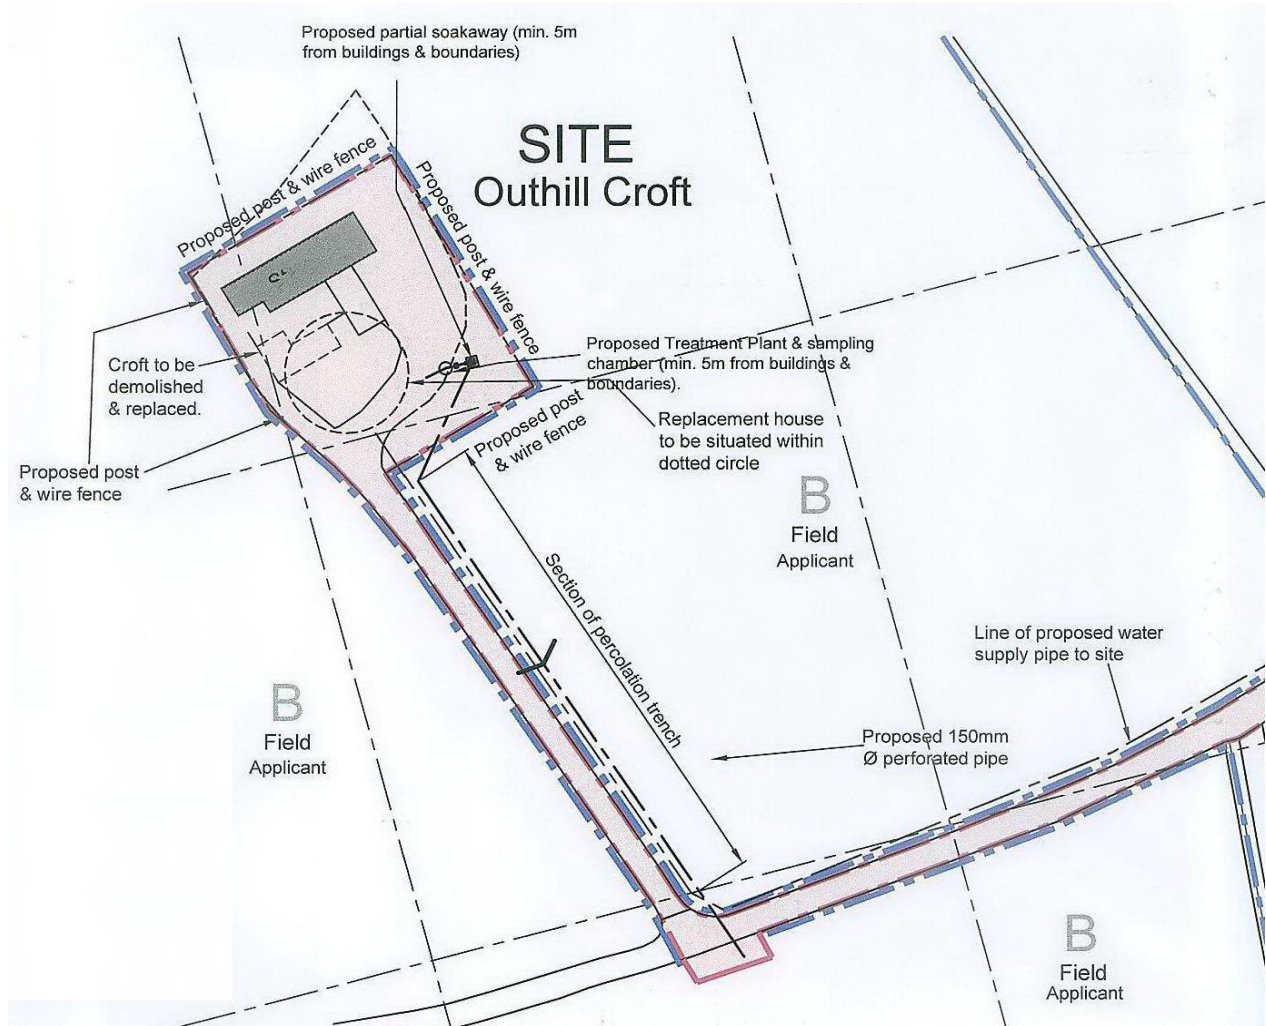 Proposed partial soakaway (min. 5m
from buildings & boundaries)
SITE
Outhill Croft
Proposed post & wire fence
Proposed post & wire fence
Proposed Treatment Plant & sampling
chamber (min. 5m from buildings &
boundaries).
Croft to be
demolished
& replaced.
Replacement house
to be situated within
dotted circle
Proposed post
& wire fence
Proposed post
& wire fence
B
Field
Applicant
Section of percolation trench
Line of proposed water
supply pipe to site
B
Field
Applicant
Proposed 150mm
Ø perforated pipe
B
Field
Applicant